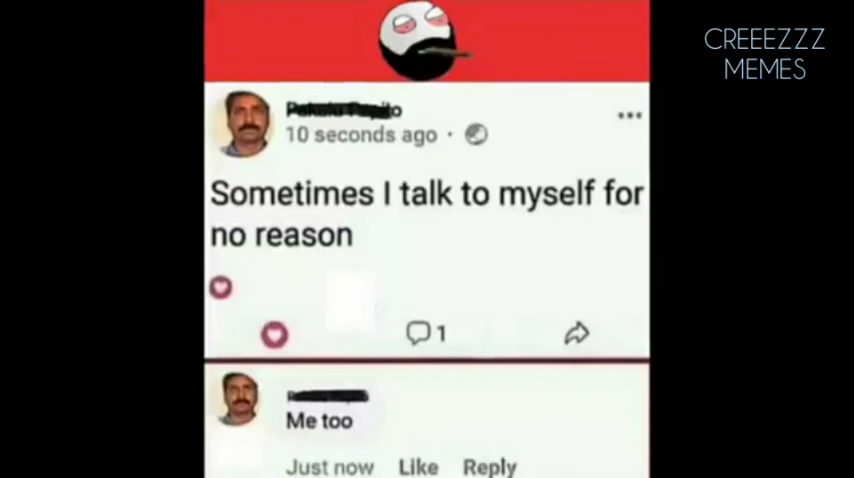 CREEEZZZ
MEMES
10 seconds ago ·
Sometimes I talk to myself for
no reason
1
Me too
Just now Like Reply